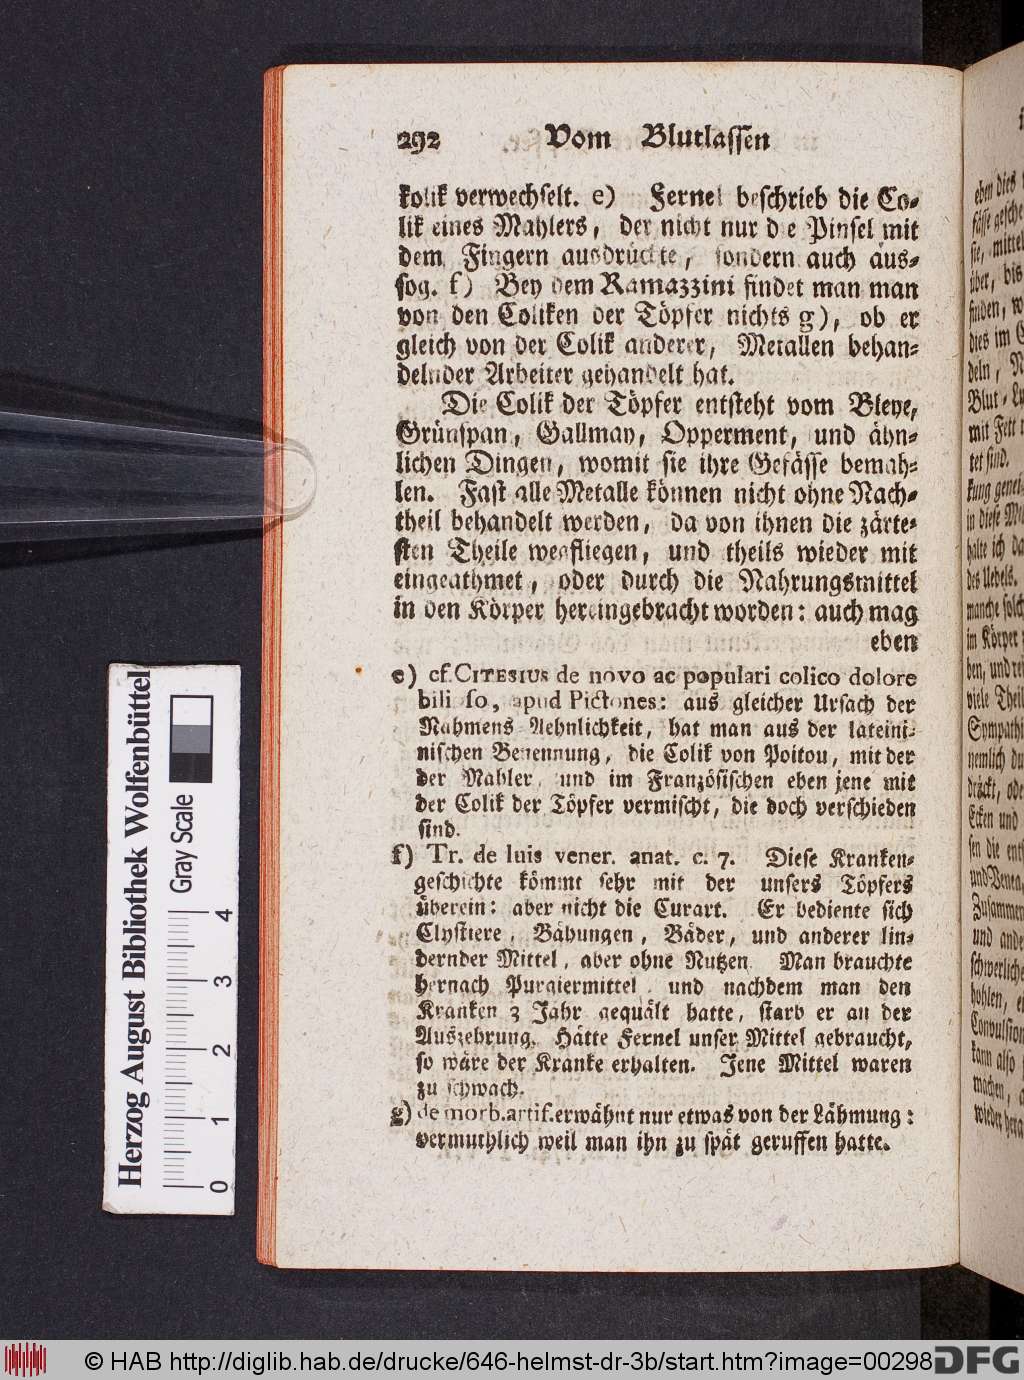 292 Vom Blutlassen
kolik verwechselt. e) Fernel beschrieb die Co-
lik eines Mahlers, der nicht nur die Pinsel mit
dem Fingern ausdrückte, sondern auch aus-
sog. f) Bey dem Ramazzini findet man man
von den Coliken der Töpfer nichts g), ob er
gleich von der Colik anderer, Metallen behan-
delnder Arbeiter gehandelt hat.
Die Colik der Töpfer entsteht vom Bleye,
Grünspan, Gallmay, Opperment, und ähn-
lichen Dingen, womit sie ihre Gefässe bemah-
len. Fast alle Metalle können nicht ohne Nach-
theil behandelt werden, da von ihnen die zärte-
sten Theile wegfliegen, und theils wieder mit
eingeathmet, oder durch die Nahrungsmittel
in den Körper hereingebracht worden: auch mag
eben
e) cf. CITESIUS de novo ac populari colico dolore
bilioso, apud Pictones: aus gleicher Ursach der
Nahmens Aehnlichkeit, hat man aus der lateini-
nischen Benennung, die Colik von Poitou, mit der
der Mahler, und im Französischen eben jene mit
der Colik der Töpfer vermischt, die doch verschieden
sind.
f) Tr. de luis vener. anat. c. 7. Diese Kranken-
geschichte kömmt sehr mit der unsers Töpfers
überein: aber nicht die Curart. Er bediente sich
Clystiere, Bähungen, Bäder, und anderer lin-
dernder Mittel, aber ohne Nutzen. Man brauchte
hernach Purgiermittel, und nachdem man den
Kranken 3 Jahr gequält hatte, starb er an der
Auszehrung. Hätte Fernel unser Mittel gebraucht,
so wäre der Kranke erhalten. Jene Mittel waren
zu schwach.
g) de morb. artif. erwähnt nur etwas von der Lähmung:
vermuthlich weil man ihn zu spät geruffen hatte.
Herzog August Bibliothek Wolfenbüttel
Gray Scale
0 1 2 3 4
© HAB http://diglib.hab.de/drucke/646-helmst-dr-3b/start.htm?image=00298
DFG